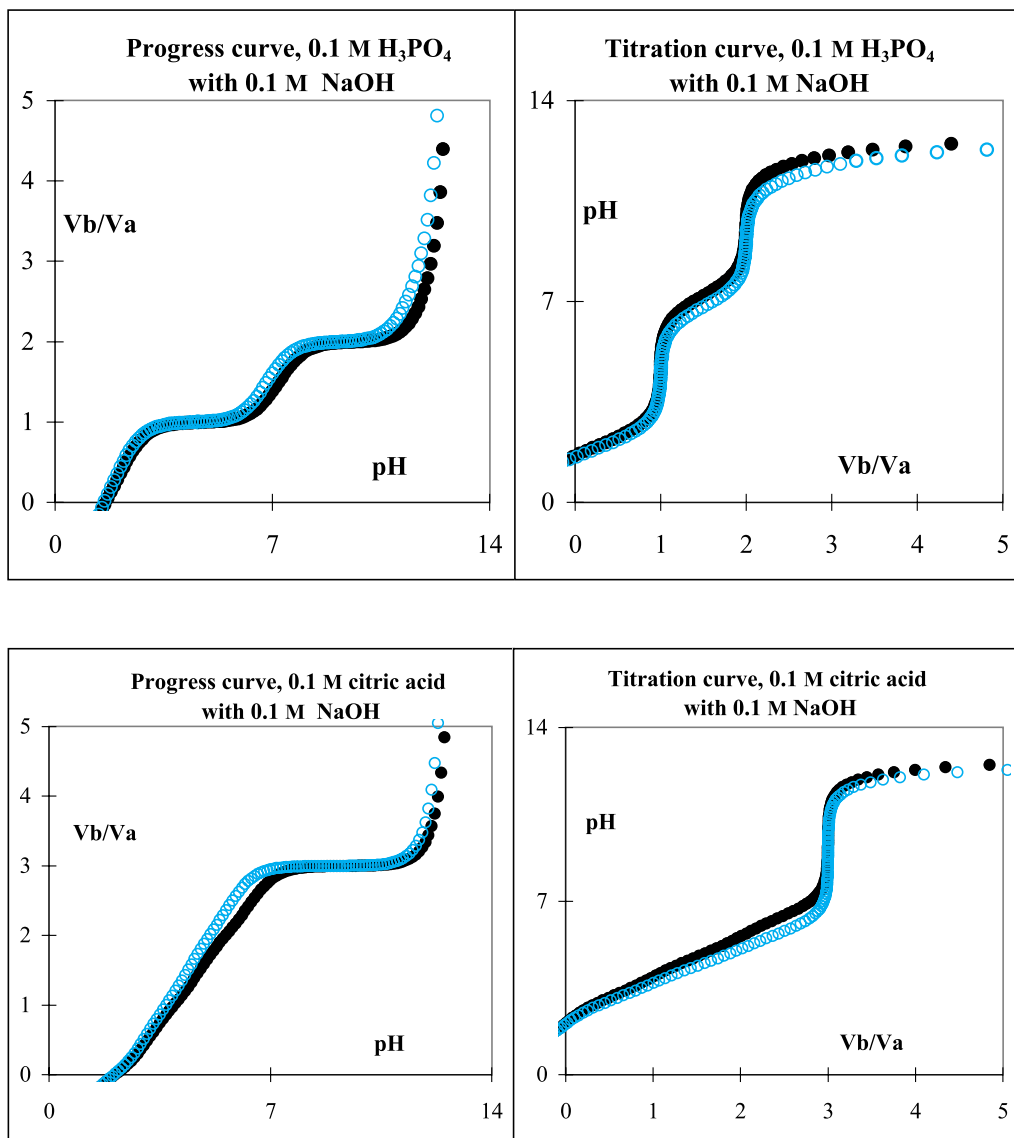 Progress curve, 0.1 M H₃PO₄
with 0.1 M NaOH
5
4
Vb/Va
3
2
1
pH
0
0 7 14
Titration curve, 0.1 M H₃PO₄
with 0.1 M NaOH
14
pH
7
Vb/Va
0
0 1 2 3 4 5
Progress curve, 0.1 M citric acid
with 0.1 M NaOH
5
4
Vb/Va
3
2
1
pH
0
0 7 14
Titration curve, 0.1 M citric acid
with 0.1 M NaOH
14
pH
7
Vb/Va
0
0 1 2 3 4 5